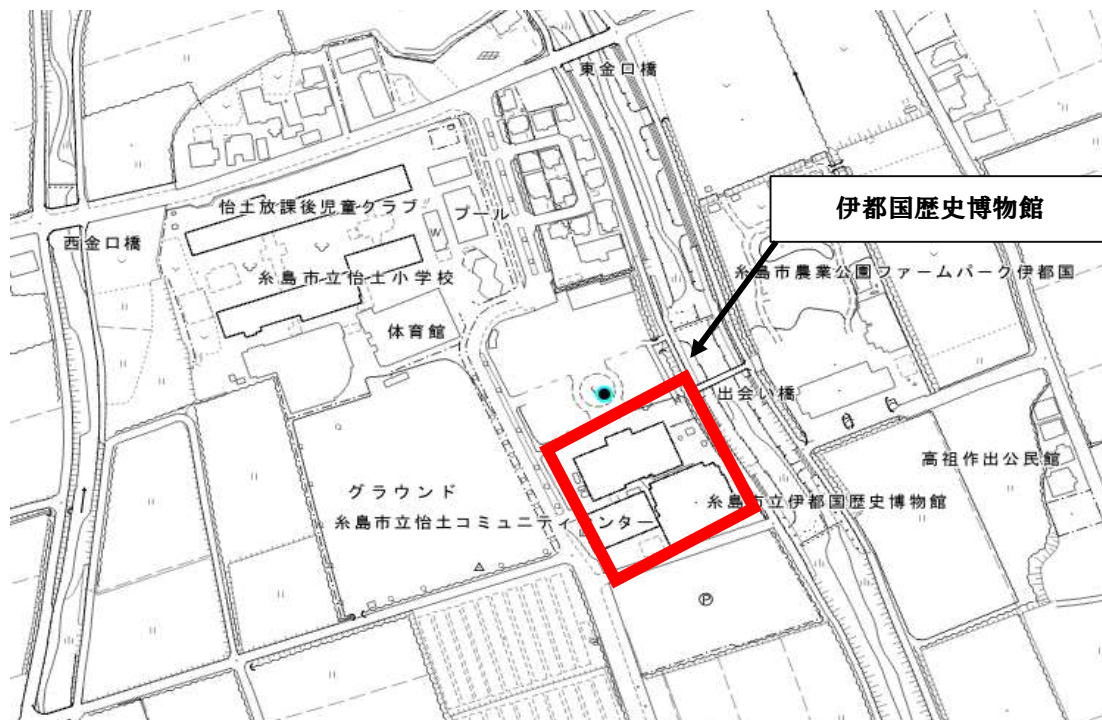 東金口橋
伊都国歴史博物館
怡土放課後児童クラブ
プール
W
西金口橋
糸島市立怡土小学校
糸島市農業公園ファームパーク伊都国
体育館
出会い橋
高祖作出公民館
グラウンド
糸島市立伊都国歴史博物館
糸島市立怡土コミュニティセンター
P